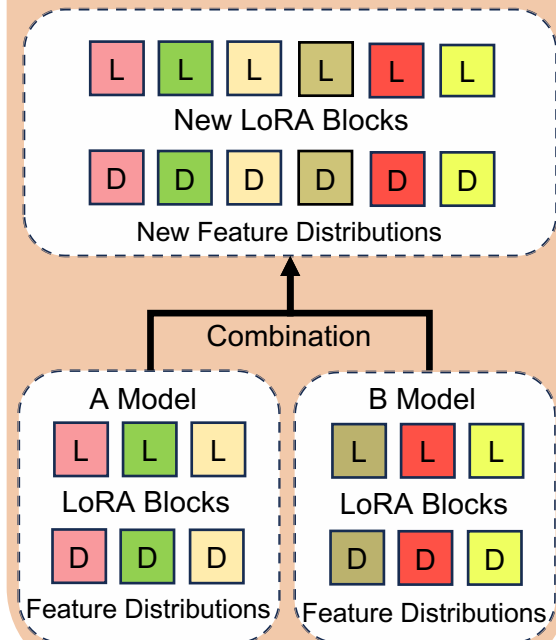 L L L L L L
New LoRA Blocks
D D D D D D
New Feature Distributions
Combination
A Model
L L L
LoRA Blocks
D D D
Feature Distributions
B Model
L L L
LoRA Blocks
D D D
Feature Distributions